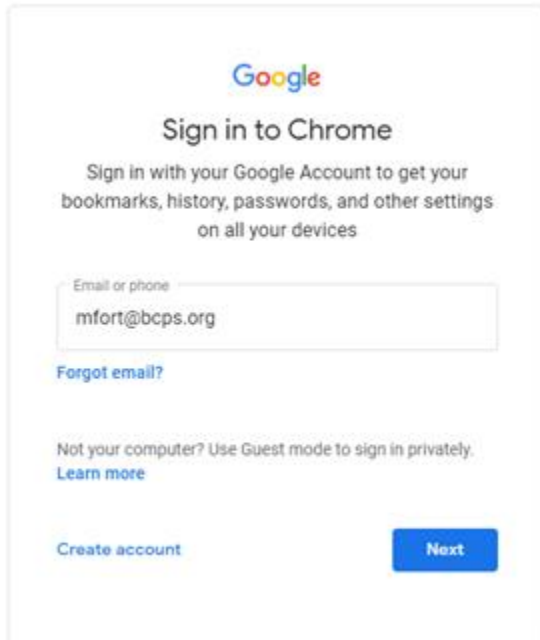 Google
Sign in to Chrome
Sign in with your Google Account to get your
bookmarks, history, passwords, and other settings
on all your devices
Email or phone
mfort@bcps.org
Forgot email?
Not your computer? Use Guest mode to sign in privately.
Learn more
Create account
Next